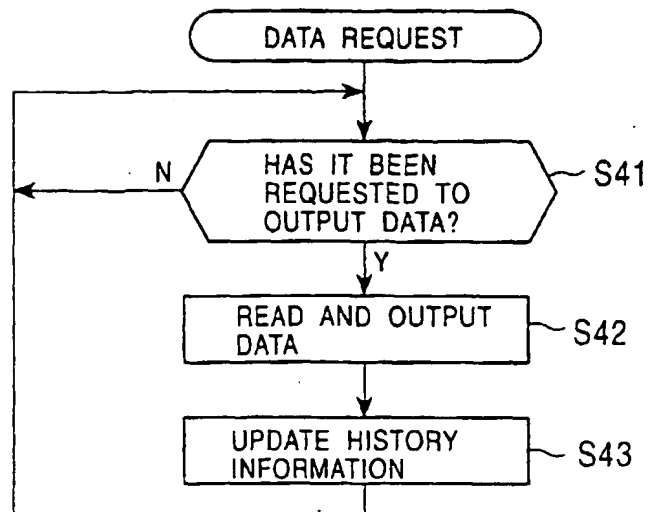 DATA REQUEST
N
HAS IT BEEN
REQUESTED TO
OUTPUT DATA?
S41
Y
READ AND OUTPUT
DATA
S42
UPDATE HISTORY
INFORMATION
S43